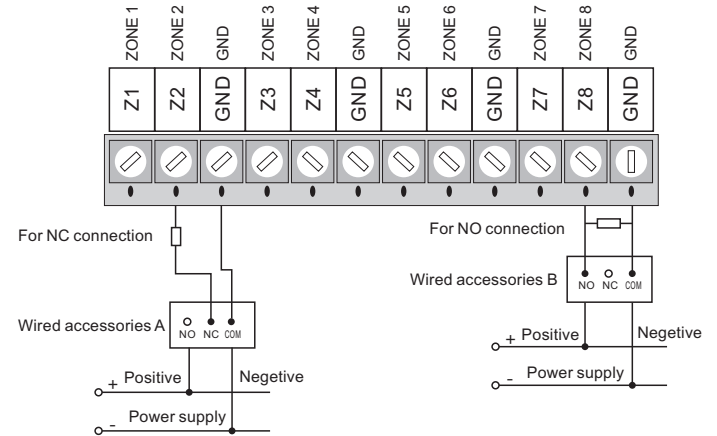 ZONE 1 ZONE 2 GND ZONE 3 ZONE 4 GND ZONE 5 ZONE 6 GND ZONE 7 ZONE 8 GND
Z1 Z2 GND Z3 Z4 GND Z5 Z6 GND Z7 Z8 GND
For NC connection
For NO connection
Wired accessories A
NO NC COM
Wired accessories B
NO NC COM
+ Positive Negetive
- Power supply
+ Positive Negetive
- Power supply